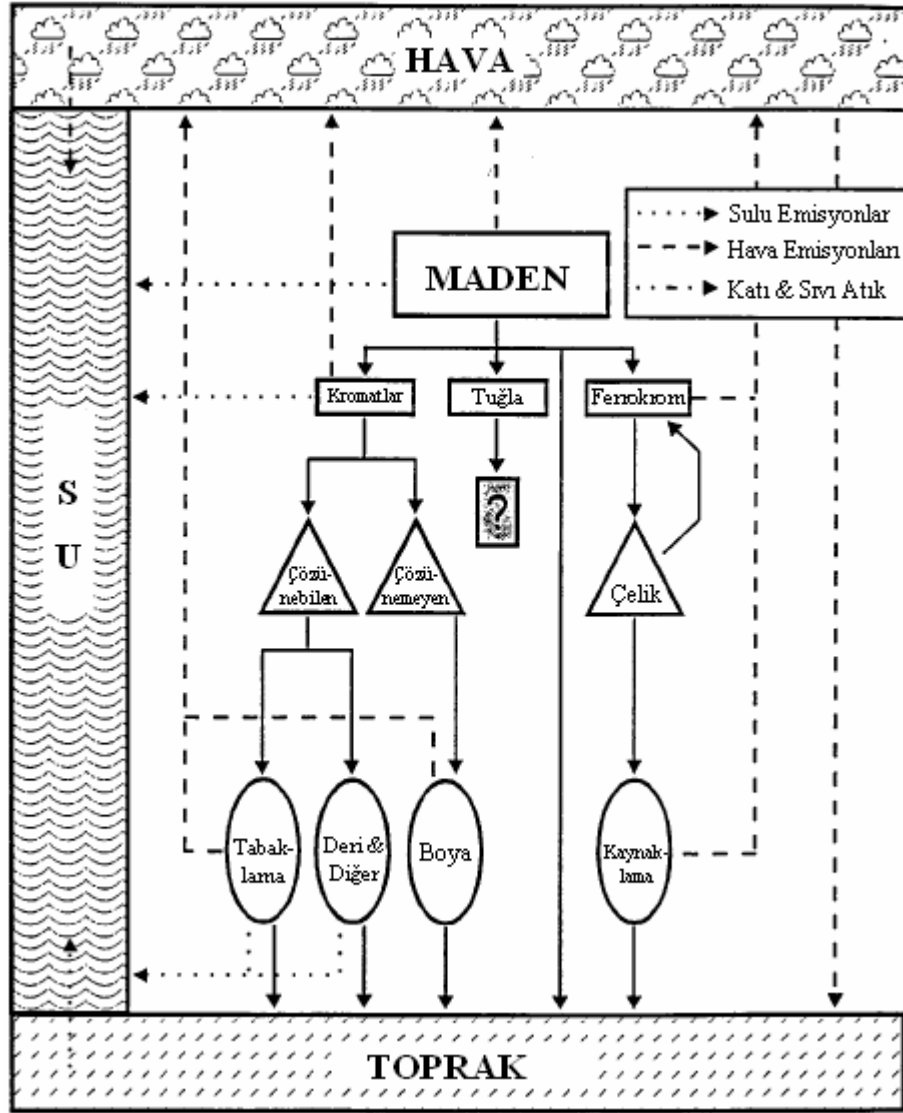 HAVA
Sulu Emisyonlar
Hava Emisyonları
Katı & Sıvı Atık
MADEN
Kromatlar
Tuğla
Ferrokrom
S
U
?
Çözü-
nebilen
Çözü-
nemeyen
Çelik
Tabak-
lama
Deri &
Diğer
Boya
Kaynak-
lama
TOPRAK